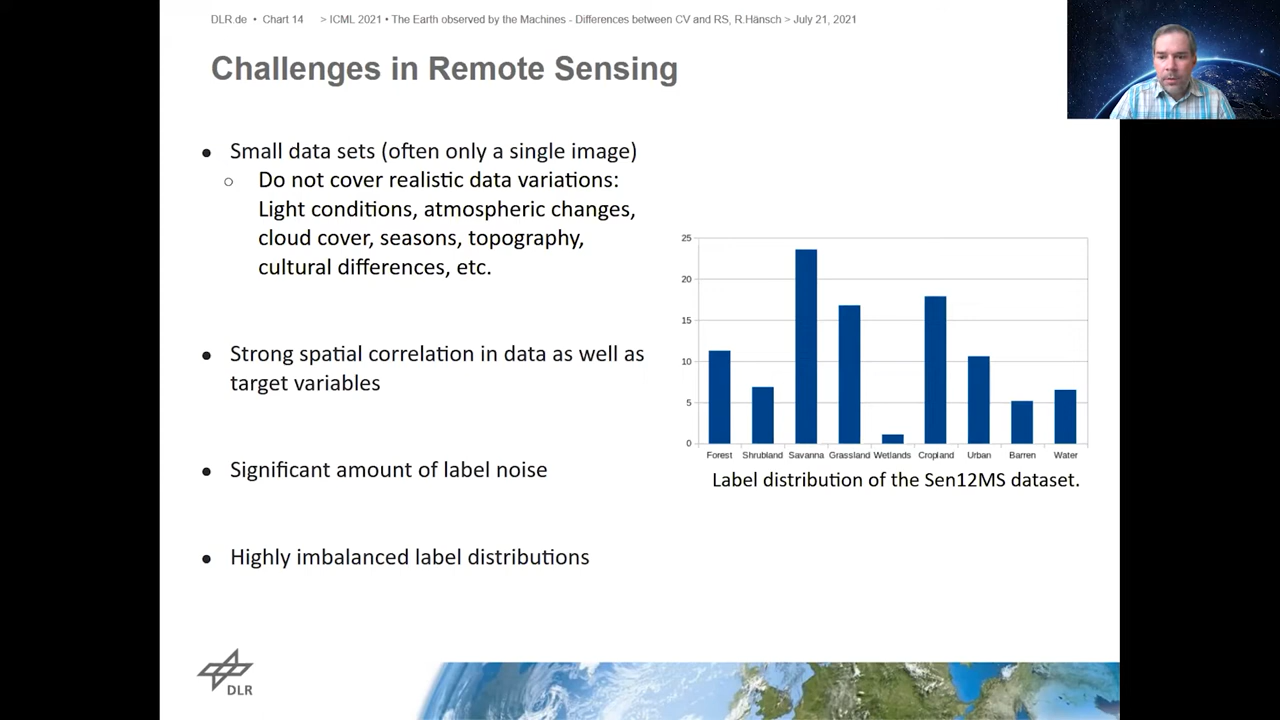 DLR.de • Chart 14 > ICML 2021 • The Earth observed by the Machines - Differences between CV and RS, R.Hänsch > July 21, 2021
Challenges in Remote Sensing
• Small data sets (often only a single image)
○ Do not cover realistic data variations:
Light conditions, atmospheric changes,
cloud cover, seasons, topography,
cultural differences, etc.
• Strong spatial correlation in data as well as
target variables
• Significant amount of label noise
• Highly imbalanced label distributions
25
20
15
10
5
0
Forest Shrubland Savanna Grassland Wetlands Cropland Urban Barren Water
Label distribution of the Sen12MS dataset.
DLR